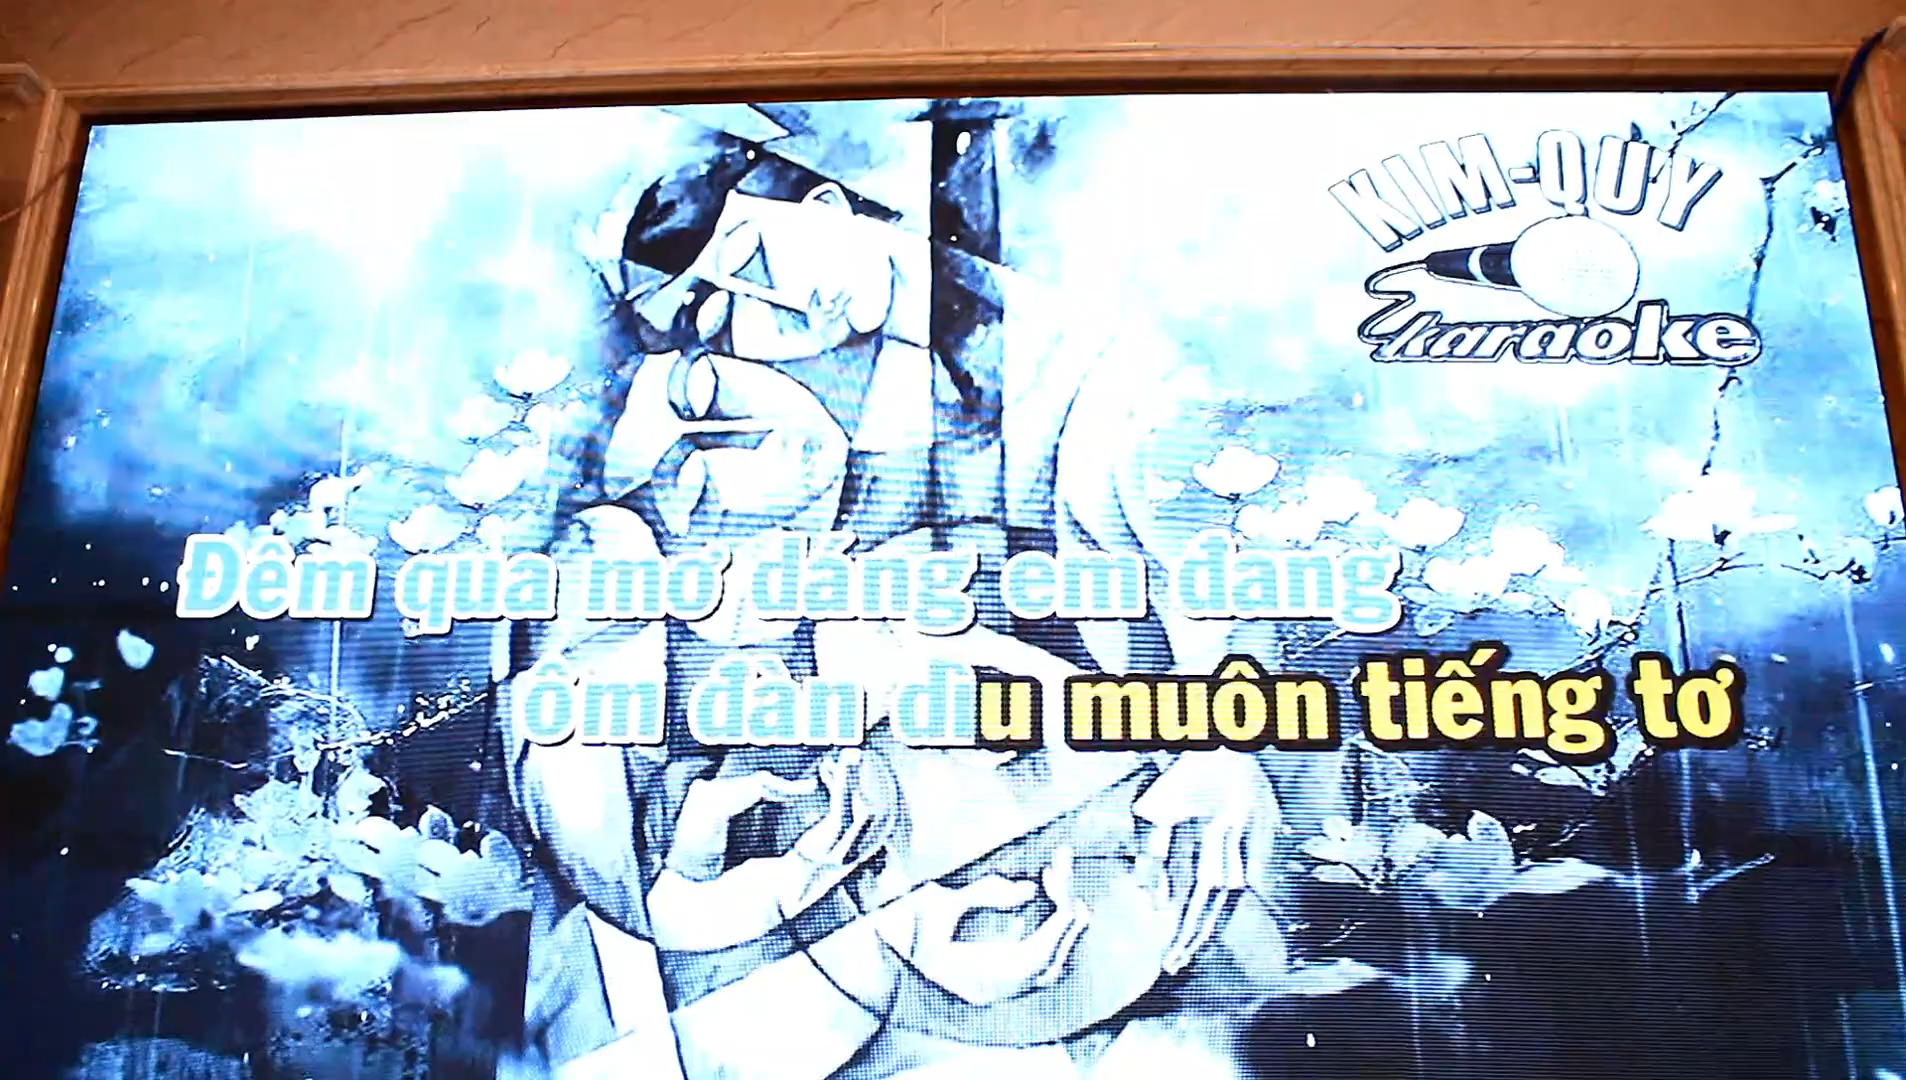 KIM-QUY
karaoke
Đêm qua mơ dáng em đang
ôm đàn dìu muôn tiếng tơ